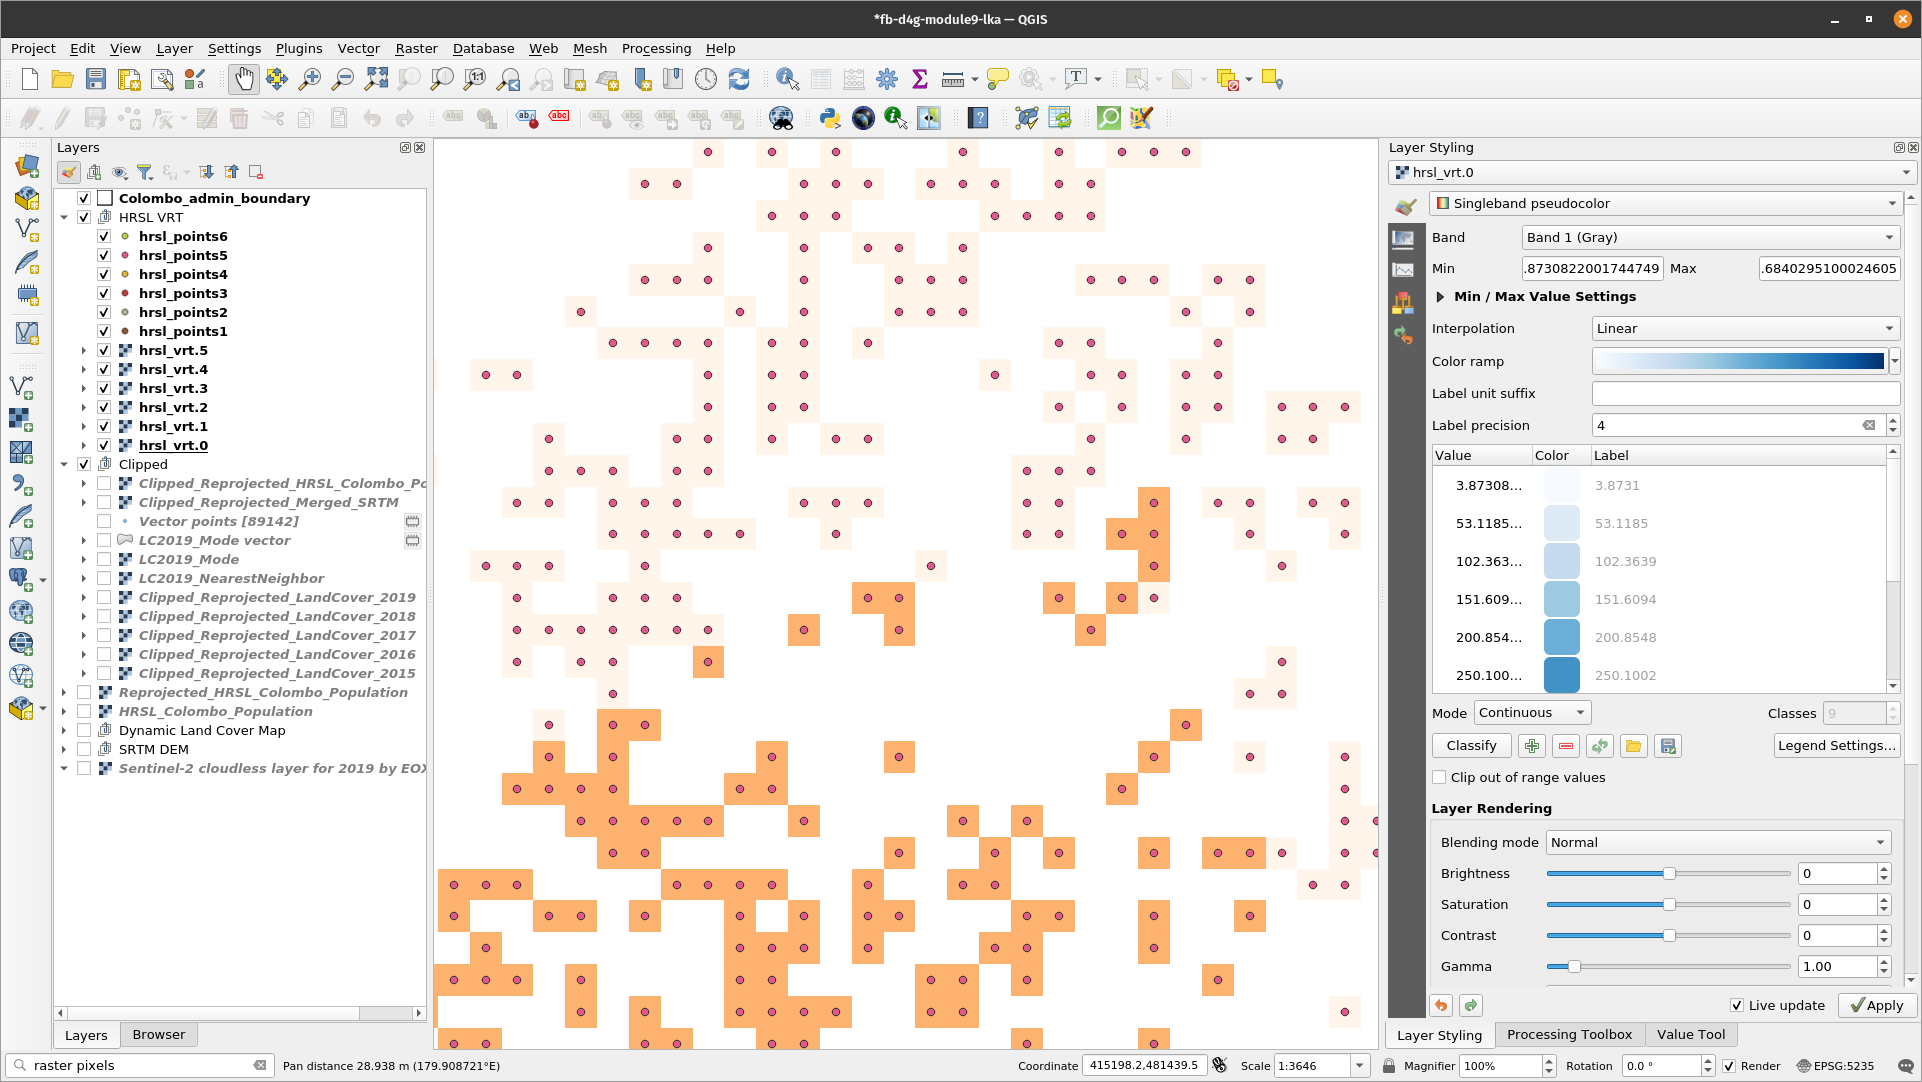 *fb-d4g-module9-lka — QGIS
Project Edit View Layer Settings Plugins Vector Raster Database Web Mesh Processing Help
Layers
Colombo_admin_boundary
HRSL VRT
hrsl_points6
hrsl_points5
hrsl_points4
hrsl_points3
hrsl_points2
hrsl_points1
hrsl_vrt.5
hrsl_vrt.4
hrsl_vrt.3
hrsl_vrt.2
hrsl_vrt.1
hrsl_vrt.0
Clipped
Clipped_Reprojected_HRSL_Colombo_Po
Clipped_Reprojected_Merged_SRTM
Vector points [89142]
LC2019_Mode vector
LC2019_Mode
LC2019_NearestNeighbor
Clipped_Reprojected_LandCover_2019
Clipped_Reprojected_LandCover_2018
Clipped_Reprojected_LandCover_2017
Clipped_Reprojected_LandCover_2016
Clipped_Reprojected_LandCover_2015
Reprojected_HRSL_Colombo_Population
HRSL_Colombo_Population
Dynamic Land Cover Map
SRTM DEM
Sentinel-2 cloudless layer for 2019 by EOX
Layers Browser
Layer Styling
hrsl_vrt.0
Singleband pseudocolor
Band Band 1 (Gray)
Min .8730822001744749 Max .6840295100024605
Min / Max Value Settings
Interpolation Linear
Color ramp
Label unit suffix
Label precision 4
Value Color Label
3.87308... 3.8731
53.1185... 53.1185
102.363... 102.3639
151.609... 151.6094
200.854... 200.8548
250.100... 250.1002
Mode Continuous Classes 9
Classify Legend Settings...
Clip out of range values
Layer Rendering
Blending mode Normal
Brightness 0
Saturation 0
Contrast 0
Gamma 1.00
Live update Apply
Layer Styling Processing Toolbox Value Tool
raster pixels Pan distance 28.938 m (179.908721°E) Coordinate 415198.2,481439.5 Scale 1:3646 Magnifier 100% Rotation 0.0 ° Render EPSG:5235